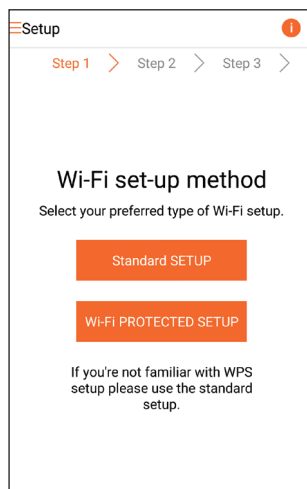 Setup
i
Step 1 Step 2 Step 3
Wi-Fi set-up method
Select your preferred type of Wi-Fi setup.
Standard SETUP
Wi-Fi PROTECTED SETUP
If you're not familiar with WPS
setup please use the standard
setup.